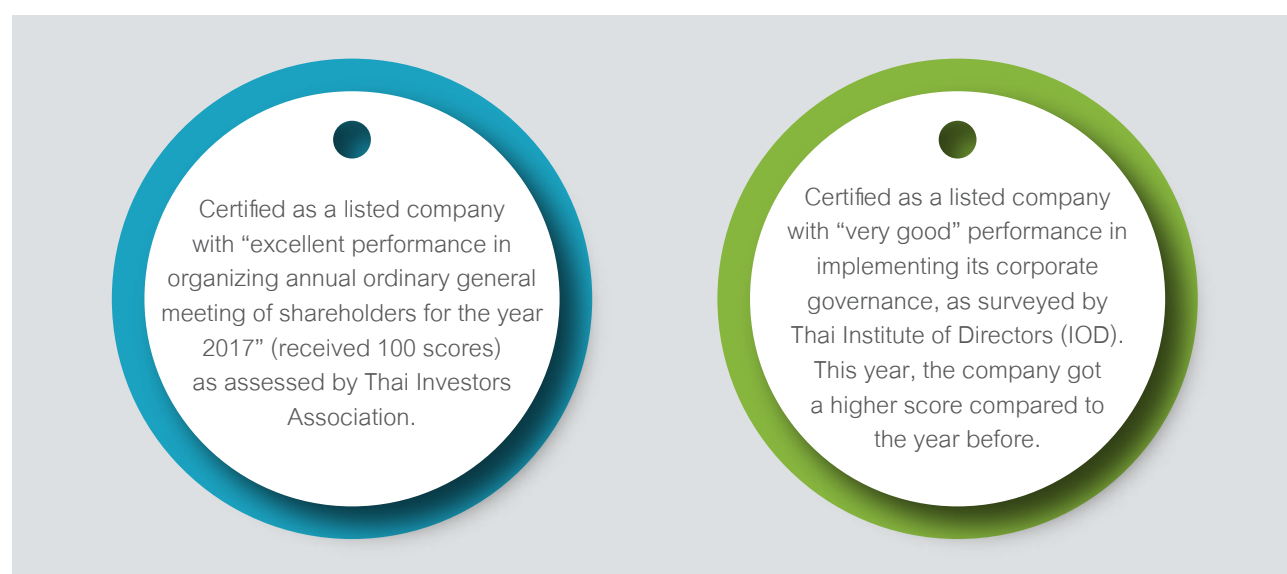 Certified as a listed company
with “excellent performance in
organizing annual ordinary general
meeting of shareholders for the year
2017” (received 100 scores)
as assessed by Thai Investors
Association.
Certified as a listed company
with “very good” performance in
implementing its corporate
governance, as surveyed by
Thai Institute of Directors (IOD).
This year, the company got
a higher score compared to
the year before.